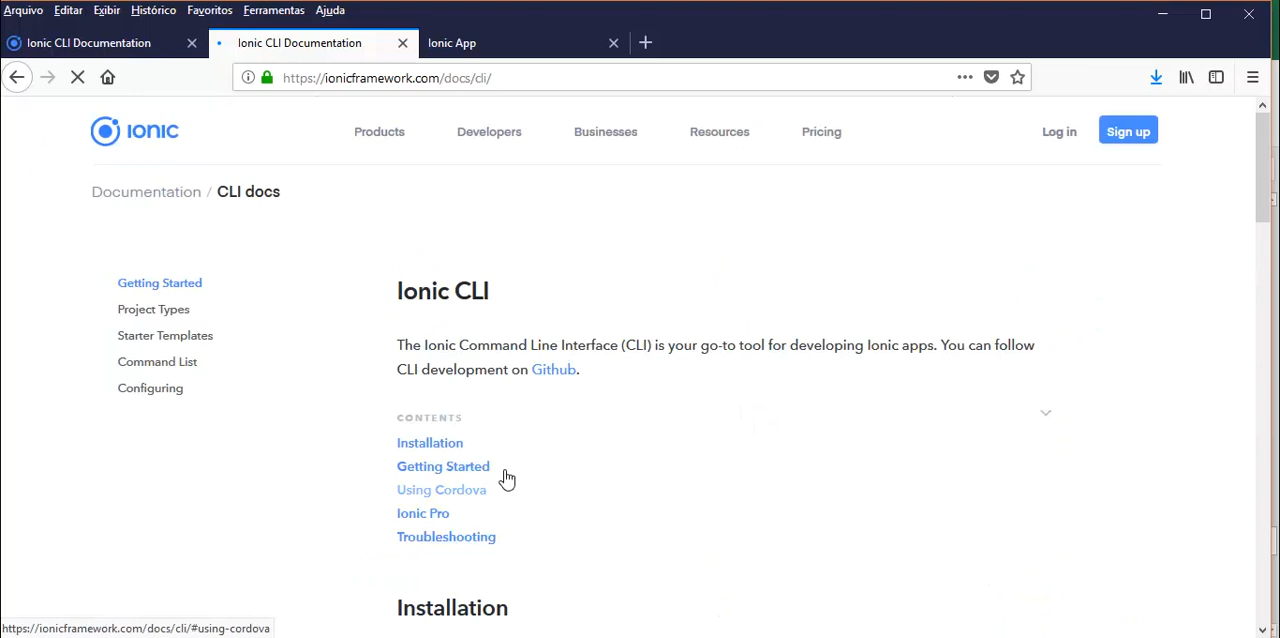 Arquivo Editar Exibir Histórico Favoritos Ferramentas Ajuda
Ionic CLI Documentation
Ionic CLI Documentation
Ionic App
https://ionicframework.com/docs/cli/
IONIC
Products
Developers
Businesses
Resources
Pricing
Log in
Sign up
Documentation / CLI docs
Getting Started
Project Types
Starter Templates
Command List
Configuring
Ionic CLI
The Ionic Command Line Interface (CLI) is your go-to tool for developing Ionic apps. You can follow
CLI development on Github.
CONTENTS
Installation
Getting Started
Using Cordova
Ionic Pro
Troubleshooting
Installation
https://ionicframework.com/docs/cli/#using-cordova